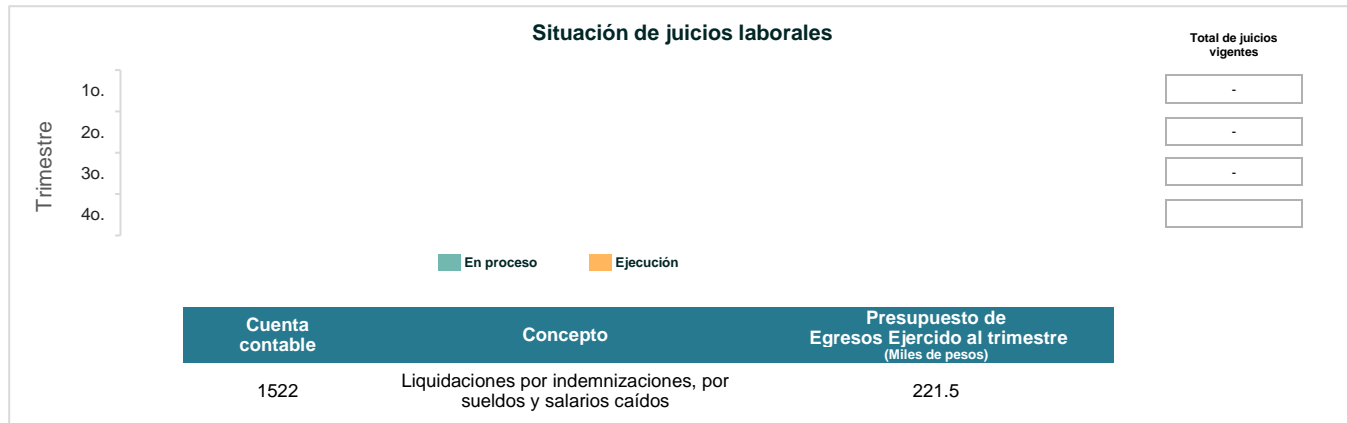 Situación de juicios laborales
Total de juicios
vigentes
Trimestre
1o.
-
2o.
-
3o.
-
4o.
En proceso
Ejecución
Cuenta
contable
Concepto
Presupuesto de
Egresos Ejercido al trimestre
(Miles de pesos)
1522
Liquidaciones por indemnizaciones, por
sueldos y salarios caídos
221.5